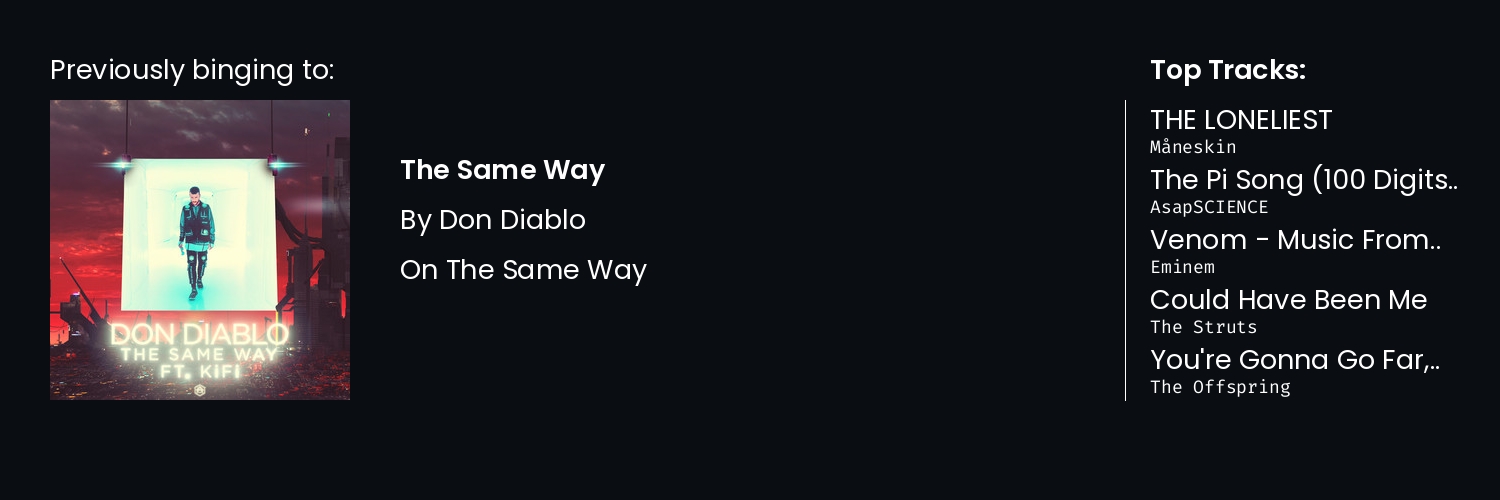 Previously binging to:
DON DIABLO
THE SAME WAY
FT. KiFi
The Same Way
By Don Diablo
On The Same Way
Top Tracks:
THE LONELIEST
Måneskin
The Pi Song (100 Digits..
AsapSCIENCE
Venom - Music From..
Eminem
Could Have Been Me
The Struts
You're Gonna Go Far,..
The Offspring